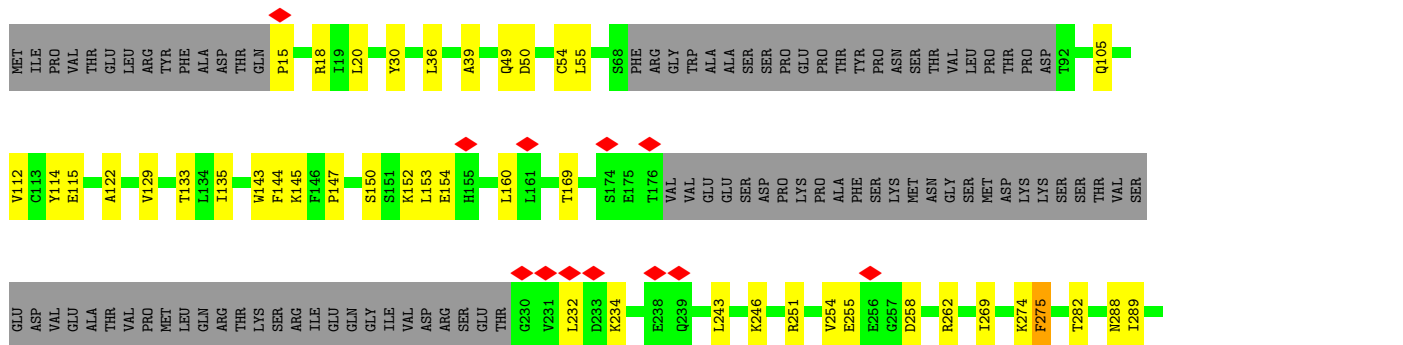 MET ILE PRO VAL THR GLU LEU ARG TYR PHE ALA ASP THR GLN P15 R18 I19 L20 Y30 L36 A39 Q49 D50 C54 L55 S68 PHE ARG GLY TRP ALA ALA SER SER PRO GLU PRO THR TYR PRO ASN SER THR VAL LEU PRO THR PRO ASP T92 Q105
V112 C113 Y114 E115 A122 V129 T133 L134 I135 W143 F144 K145 F146 P147 S150 S151 K152 L153 E154 H155 L160 L161 T169 S174 E175 T176 VAL VAL GLU GLU SER ASP PRO LYS PRO ALA PHE SER LYS MET ASN GLY SER MET ASP LYS LYS SER SER THR VAL SER
GLU ASP VAL GLU ALA THR VAL PRO MET LEU GLN ARG THR LYS SER ARG ILE GLU GLN GLY ILE VAL ASP ARG SER GLU THR G230 V231 L232 D233 K234 E238 Q239 L243 K246 R251 V254 E255 E256 G257 D258 R262 I269 K274 F275 T282 N288 I289